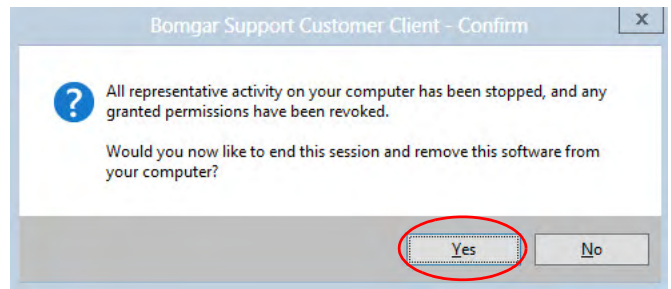 Bomgar Support Customer Client - Confirm
x
?
All representative activity on your computer has been stopped, and any
granted permissions have been revoked.
Would you now like to end this session and remove this software from
your computer?
Yes
No